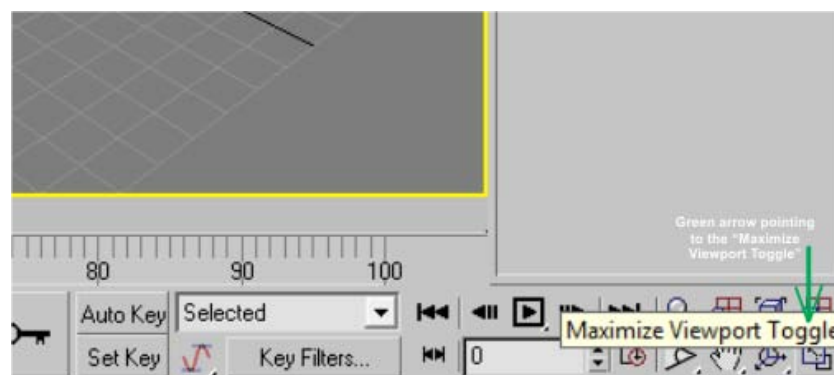 Green arrow pointing
to the "Maximize
Viewport Toggle"
80 90 100
Auto Key Selected
Maximize Viewport Toggle
Set Key Key Filters... 0